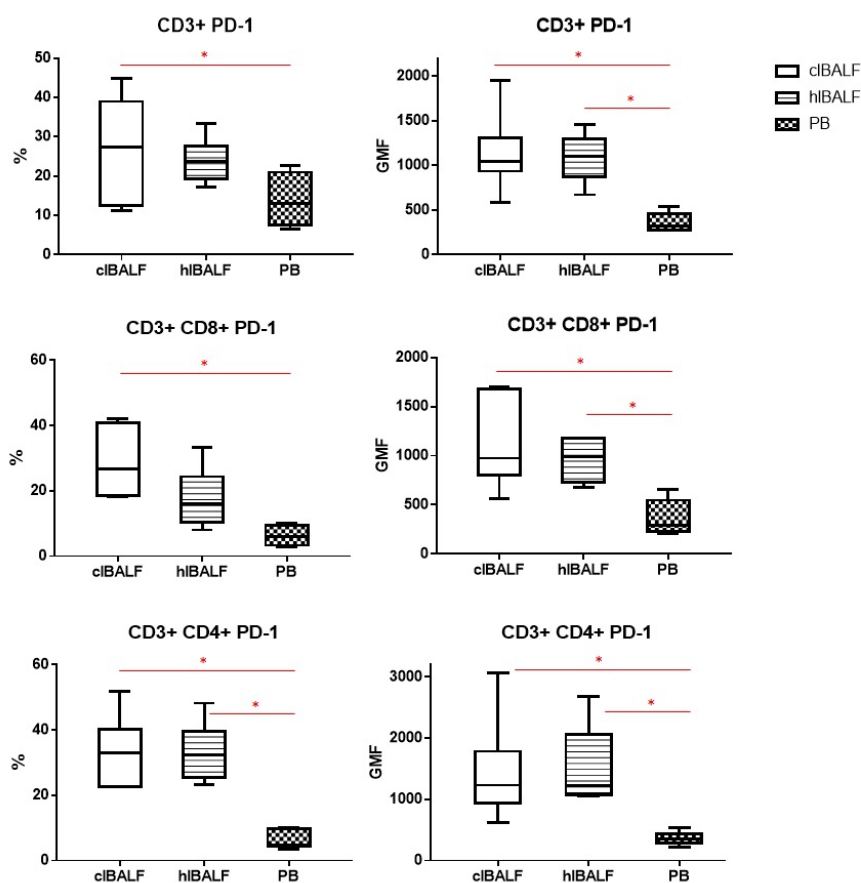 CD3+ PD-1
50
40
30
20
10
0
%
*
clBALF hlBALF PB
CD3+ PD-1
2000
1500
1000
500
0
GMF
*
*
clBALF hlBALF PB
clBALF
hlBALF
PB
CD3+ CD8+ PD-1
60
40
20
0
%
*
clBALF hlBALF PB
CD3+ CD8+ PD-1
2000
1500
1000
500
0
GMF
*
*
clBALF hlBALF PB
CD3+ CD4+ PD-1
60
40
20
0
%
*
*
clBALF hlBALF PB
CD3+ CD4+ PD-1
3000
2000
1000
0
GMF
*
*
clBALF hlBALF PB